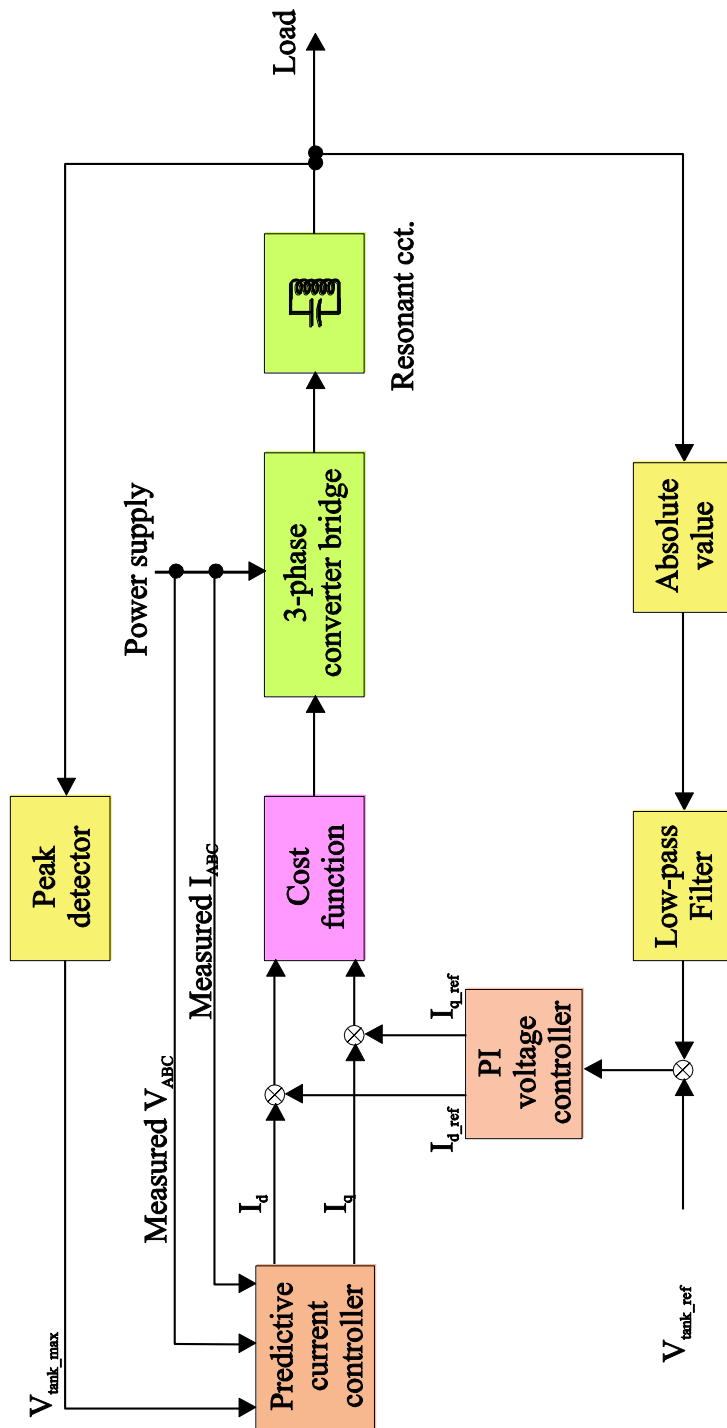 V_tank_max
Peak
detector
Measured V_ABC
Power supply
Measured I_ABC
Load
Predictive
current
controller
I_d
I_q
Cost
function
3-phase
converter bridge
Resonant cct.
I_d_ref
I_q_ref
PI
voltage
controller
V_tank_ref
Low-pass
Filter
Absolute
value